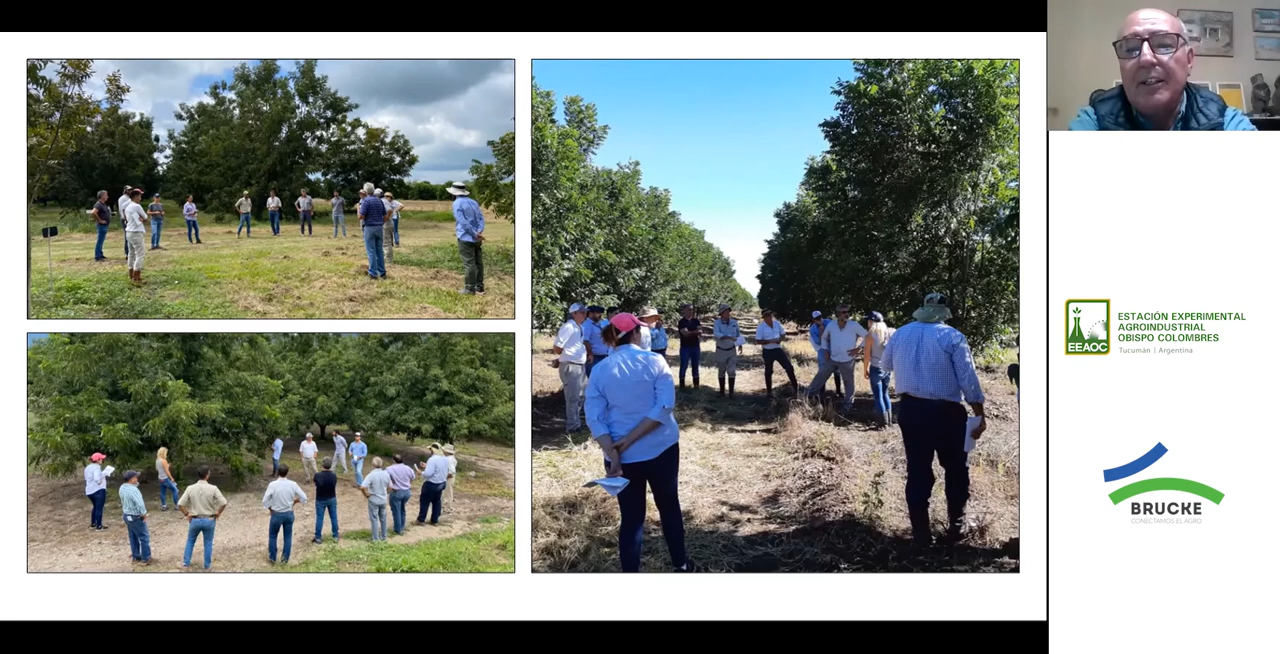 EEAOC
ESTACIÓN EXPERIMENTAL
AGROINDUSTRIAL
OBISPO COLOMBRES
Tucumán | Argentina
BRUCKE
CONECTAMOS EL AGRO